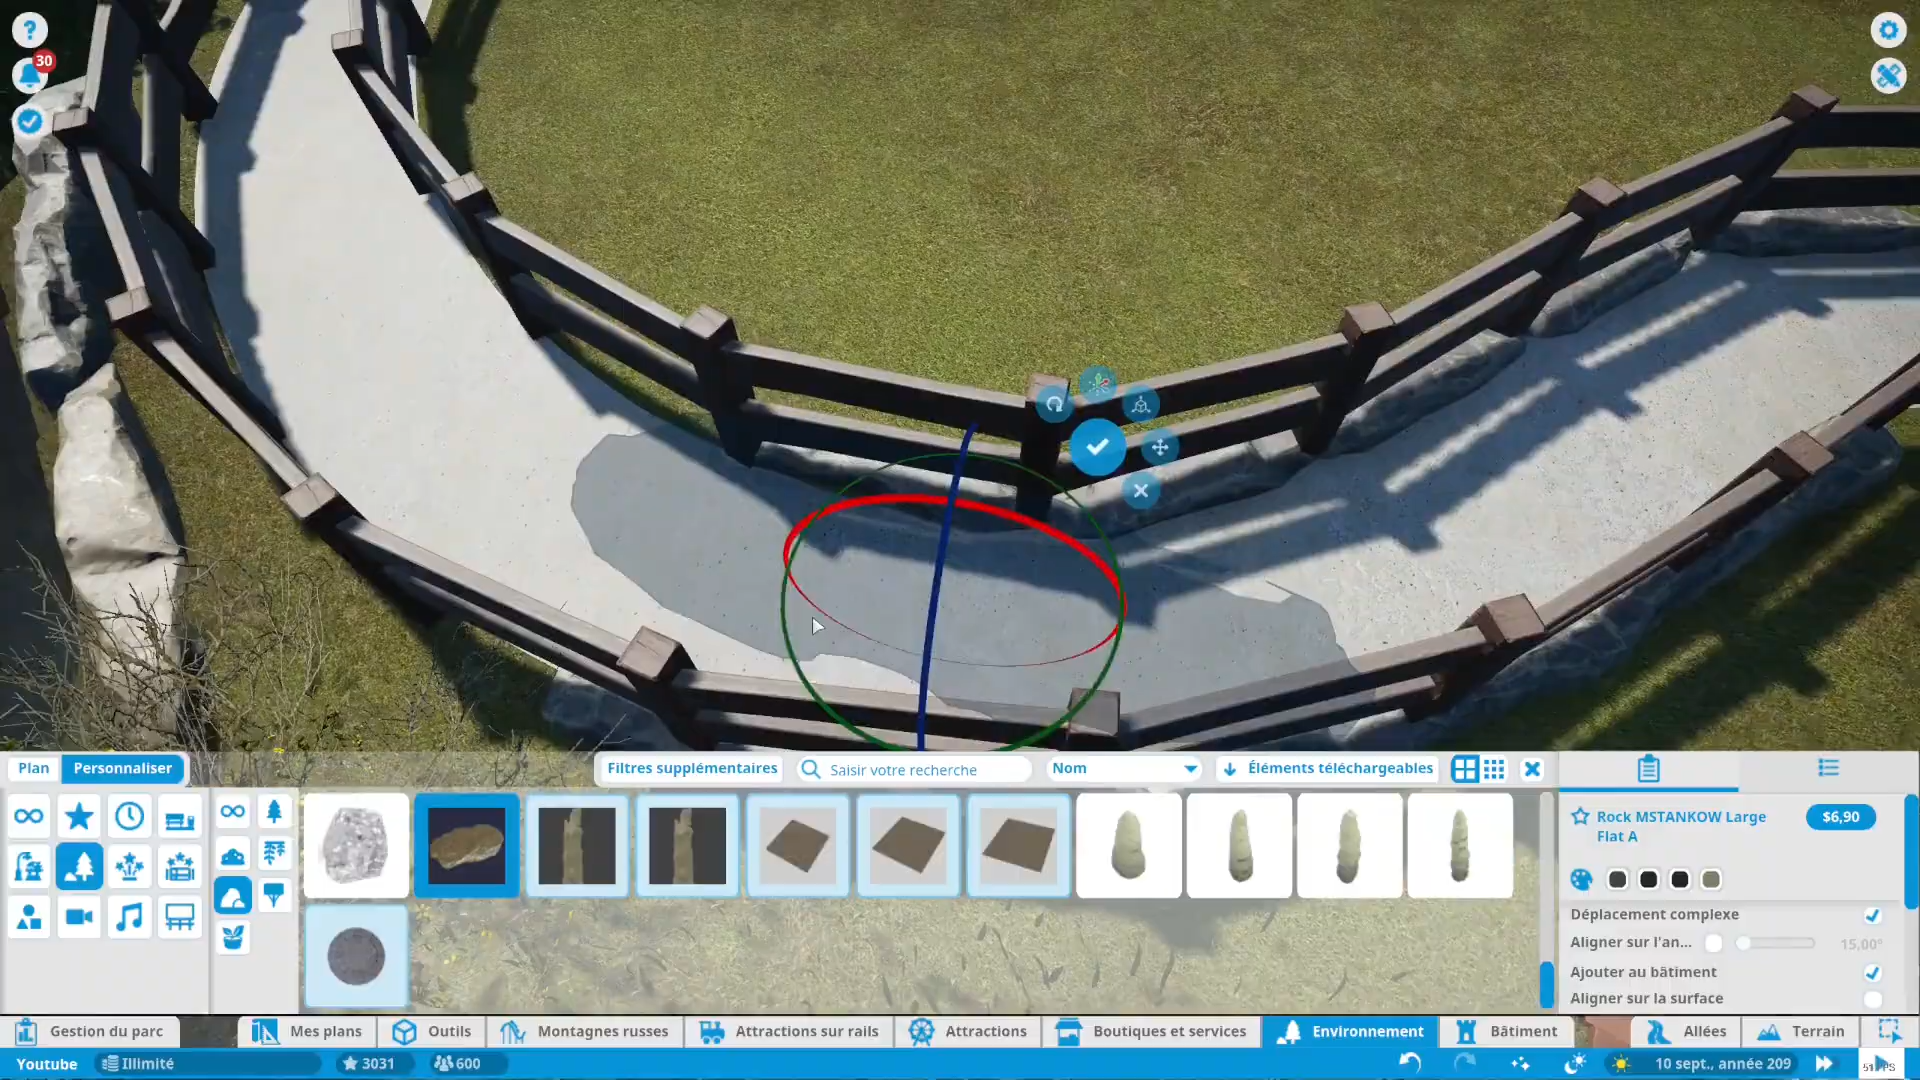 ?
30
Plan
Personnaliser
Filtres supplémentaires
Saisir votre recherche
Nom
Éléments téléchargeables
Rock MSTANKOW Large
Flat A
$6,90
Déplacement complexe
Aligner sur l'an...
15,00°
Ajouter au bâtiment
Aligner sur la surface
Gestion du parc
Mes plans
Outils
Montagnes russes
Attractions sur rails
Attractions
Boutiques et services
Environnement
Bâtiment
Allées
Terrain
Youtube
Illimité
3031
600
10 sept., année 209